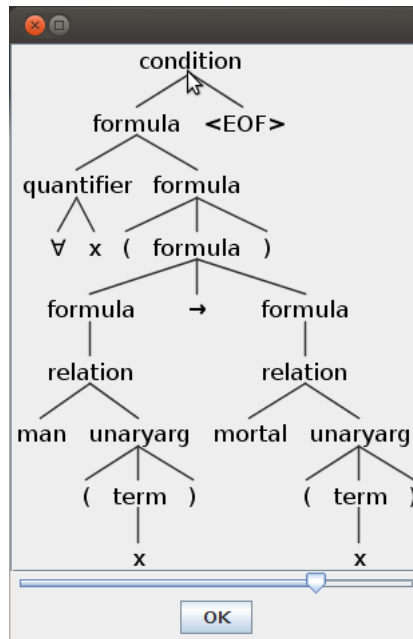 condition
formula <EOF>
quantifier formula
∀ x ( formula )
formula → formula
relation relation
man unaryarg mortal unaryarg
( term ) ( term )
x x
OK